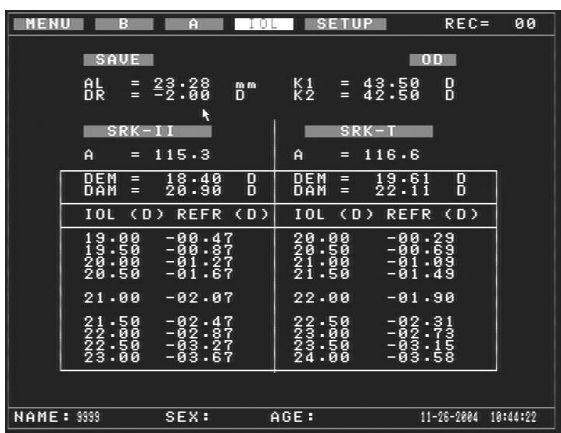 MENU B A IOL SETUP REC= 00
SAVE OD
AL = 23.28 mm K1 = 43.50 D
DR = -2.00 D K2 = 42.50 D
SRK-II SRK-T
A = 115.3 A = 116.6
DEM = 18.40 D DEM = 19.61 D
DAM = 20.90 D DAM = 22.11 D
IOL (D) REFR (D) IOL (D) REFR (D)
19.00 -00.47 20.00 -00.29
19.50 -00.87 20.50 -00.69
20.00 -01.27 21.00 -01.09
20.50 -01.67 21.50 -01.49
21.00 -02.07 22.00 -01.90
21.50 -02.47 22.50 -02.31
22.00 -02.87 23.00 -02.73
22.50 -03.27 23.50 -03.15
23.00 -03.67 24.00 -03.58
NAME: 9999 SEX: AGE: 11-26-2004 10:44:22